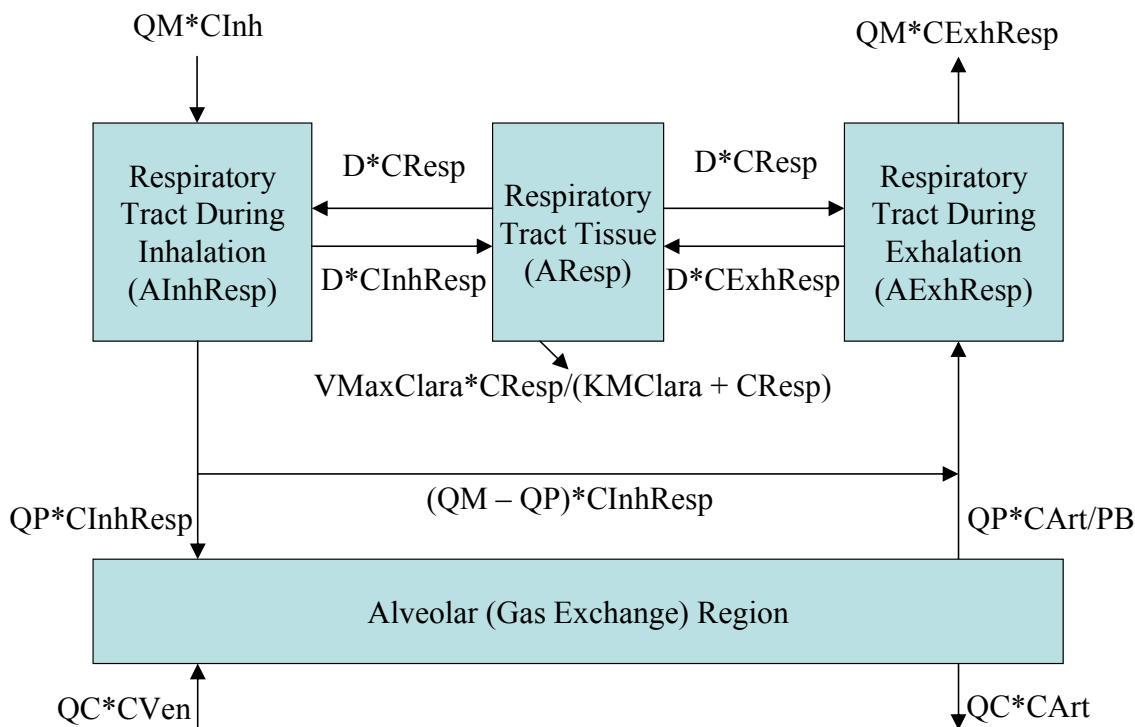 QM*CInh
QM*CExhResp
Respiratory
Tract During
Inhalation
(AInhResp)
D*CResp
D*CInhResp
Respiratory
Tract Tissue
(AResp)
D*CResp
D*CExhResp
Respiratory
Tract During
Exhalation
(AExhResp)
VMaxClara*CResp/(KMClara + CResp)
(QM – QP)*CInhResp
QP*CInhResp
QP*CArt/PB
Alveolar (Gas Exchange) Region
QC*CVen
QC*CArt